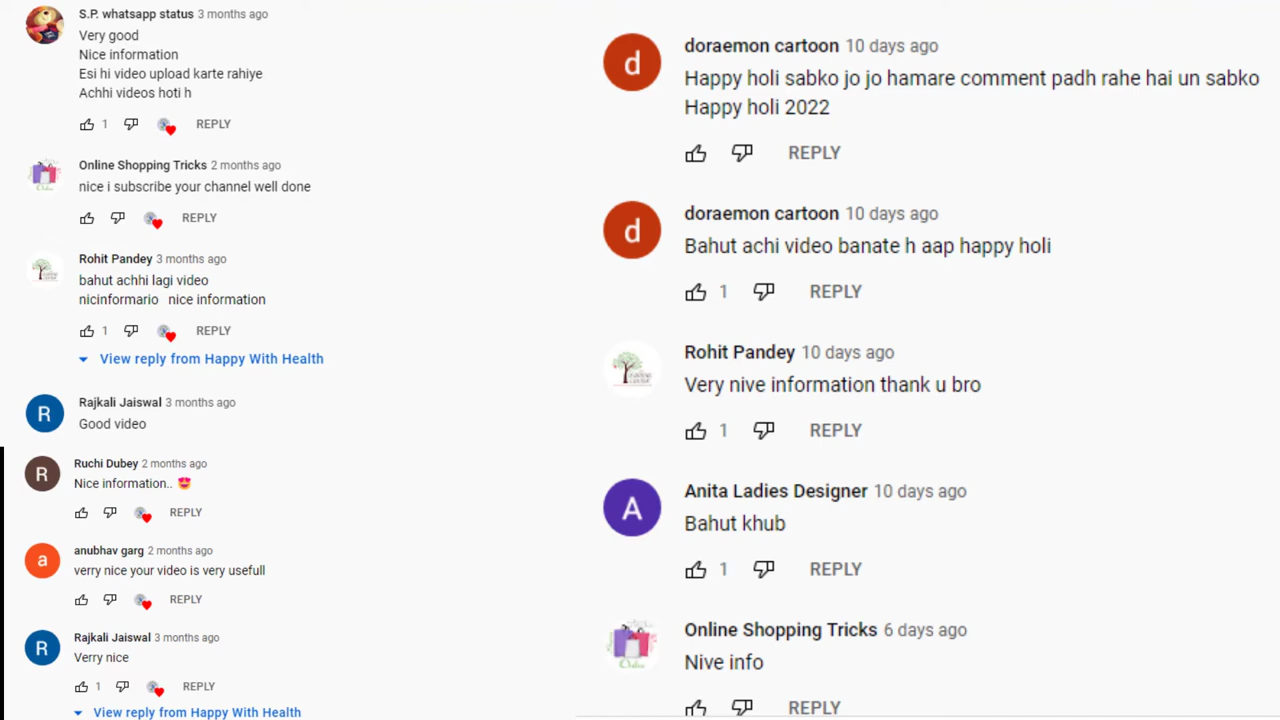 S.P. whatsapp status 3 months ago
Very good
Nice information
Esi hi video upload karte rahiye
Achhi videos hoti h
1 REPLY
Online Shopping Tricks 2 months ago
nice i subscribe your channel well done
REPLY
Rohit Pandey 3 months ago
bahut achhi lagi video
nicinformario nice information
1 REPLY
View reply from Happy With Health
R
Rajkali Jaiswal 3 months ago
Good video
R
Ruchi Dubey 2 months ago
Nice information.. 😍
REPLY
a
anubhav garg 2 months ago
verry nice your video is very usefull
REPLY
R
Rajkali Jaiswal 3 months ago
Verry nice
1 REPLY
View reply from Happy With Health
d
doraemon cartoon 10 days ago
Happy holi sabko jo jo hamare comment padh rahe hai un sabko
Happy holi 2022
REPLY
d
doraemon cartoon 10 days ago
Bahut achi video banate h aap happy holi
1 REPLY
Rohit Pandey 10 days ago
Very nive information thank u bro
1 REPLY
A
Anita Ladies Designer 10 days ago
Bahut khub
1 REPLY
Online Shopping Tricks 6 days ago
Nive info
REPLY